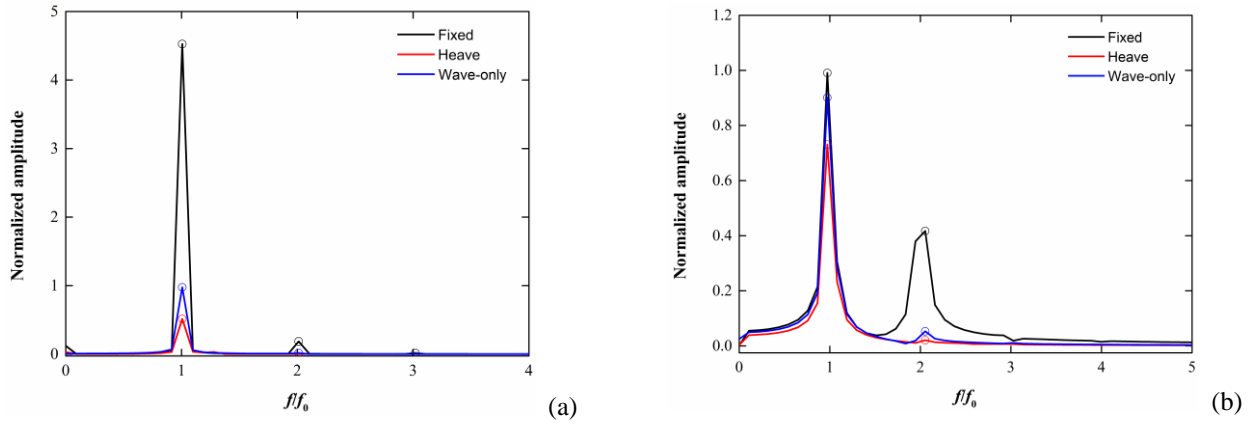 5
4
3
2
1
0
Normalized amplitude
Fixed
Heave
Wave-only
0 1 2 3 4
f/f₀
(a)
1.2
1.0
0.8
0.6
0.4
0.2
0.0
Normalized amplitude
Fixed
Heave
Wave-only
0 1 2 3 4 5
f/f₀
(b)